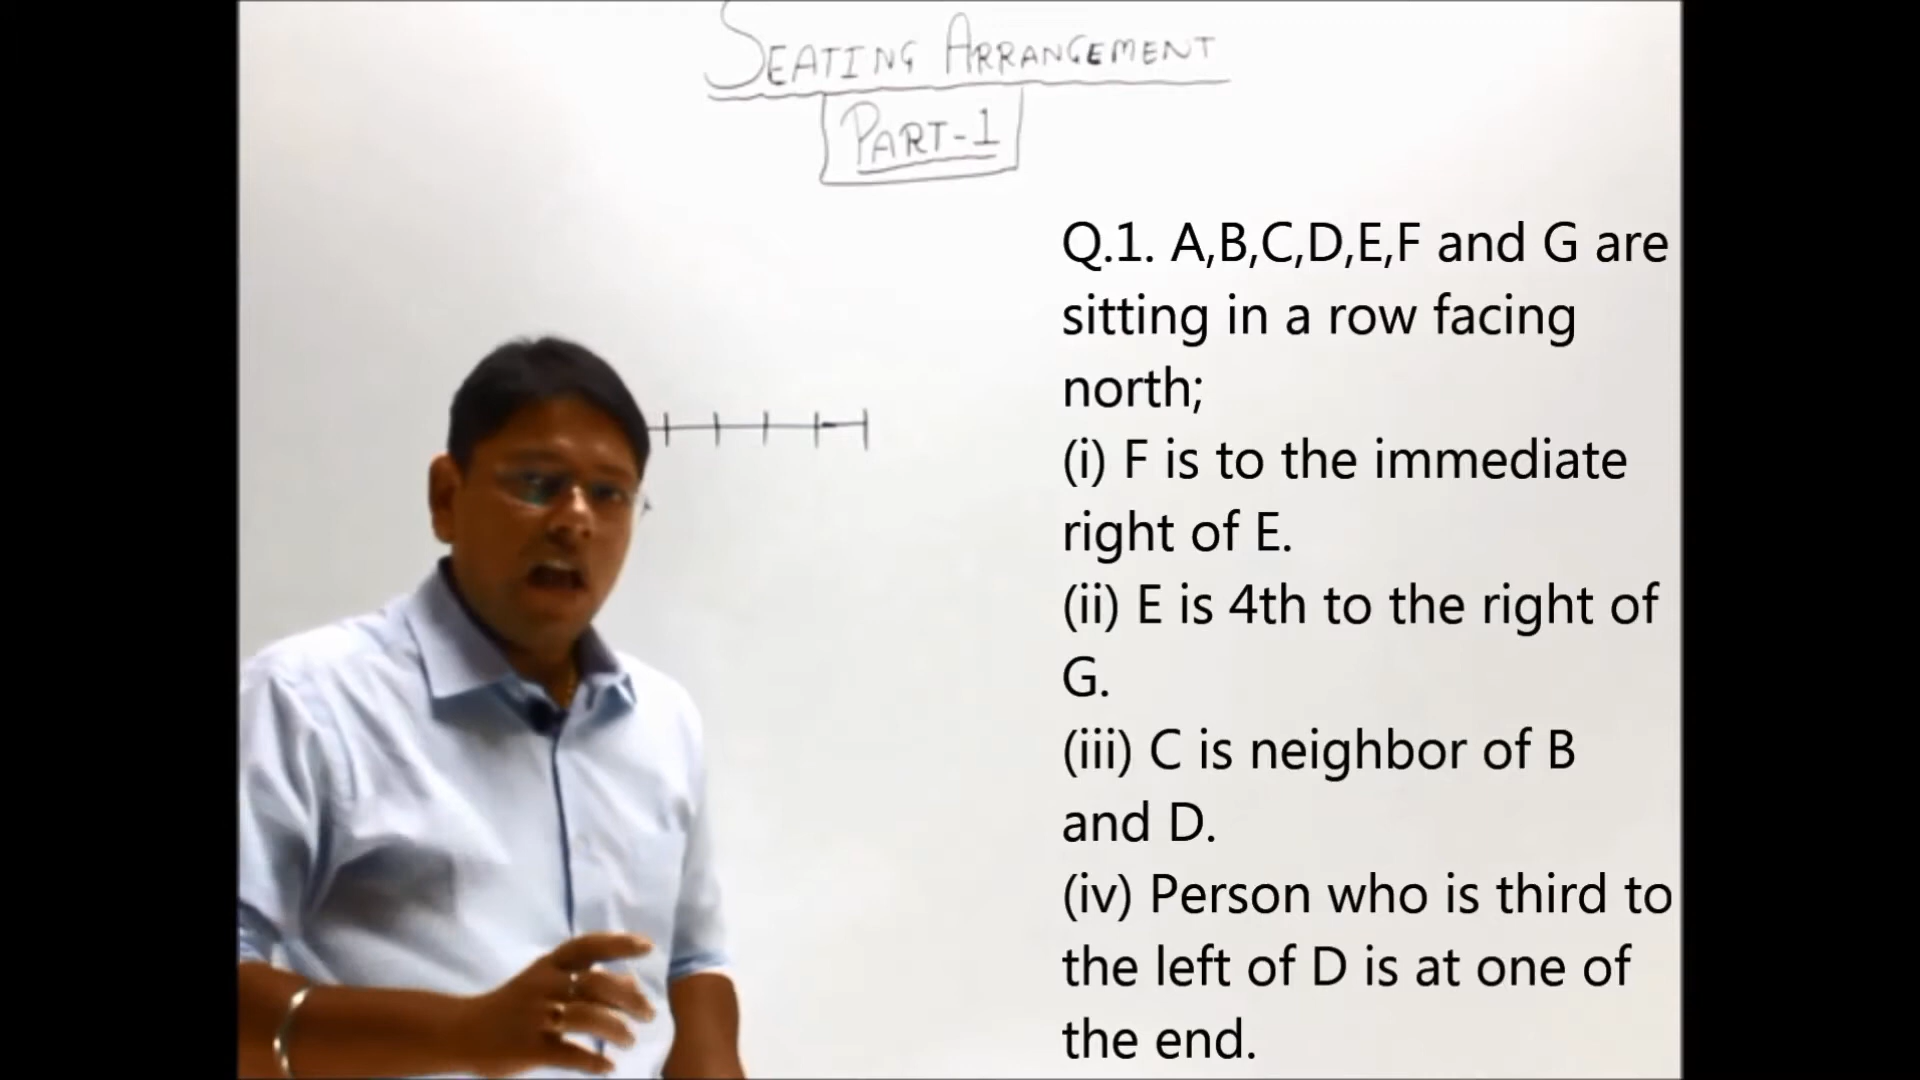 SEATING ARRANGEMENT
PART-1
Q.1. A,B,C,D,E,F and G are
sitting in a row facing
north;
(i) F is to the immediate
right of E.
(ii) E is 4th to the right of
G.
(iii) C is neighbor of B
and D.
(iv) Person who is third to
the left of D is at one of
the end.